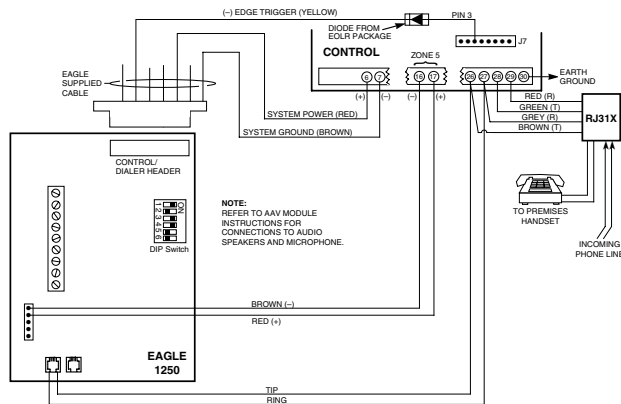 (–) EDGE TRIGGER (YELLOW)
DIODE FROM
EOLR PACKAGE
PIN 3
J7
CONTROL
ZONE 5
EAGLE
SUPPLIED
CABLE
6 7
16 17
26 27 28 29 30
EARTH
GROUND
(+) (–)
(–) (+)
RED (R)
GREEN (T)
GREY (R)
BROWN (T)
RJ31X
SYSTEM POWER (RED)
SYSTEM GROUND (BROWN)
CONTROL/
DIALER HEADER
ON
1 2 3 4 5 6
DIP Switch
NOTE:
REFER TO AAV MODULE
INSTRUCTIONS FOR
CONNECTIONS TO AUDIO
SPEAKERS AND MICROPHONE.
TO PREMISES
HANDSET
INCOMING
PHONE LINE
BROWN (–)
RED (+)
EAGLE
1250
TIP
RING